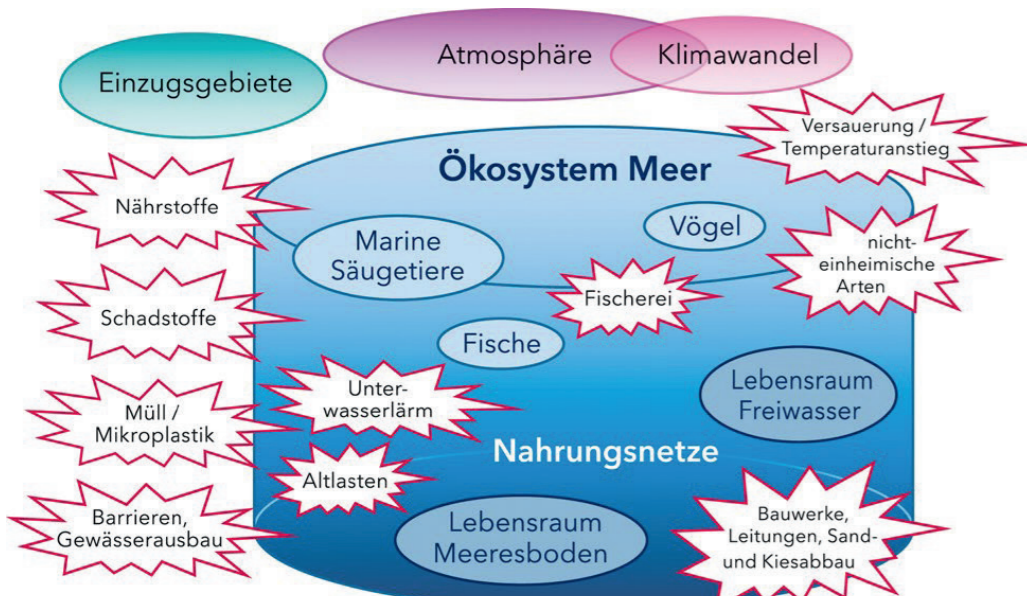 Einzugsgebiete
Atmosphäre
Klimawandel
Versauerung /
Temperaturanstieg
Ökosystem Meer
Nährstoffe
Marine
Säugetiere
Vögel
nicht-
einheimische
Arten
Fischerei
Schadstoffe
Fische
Unter-
wasserlärm
Lebensraum
Freiwasser
Müll /
Mikroplastik
Nahrungsnetze
Altlasten
Barrieren,
Gewässerausbau
Lebensraum
Meeresboden
Bauwerke,
Leitungen, Sand-
und Kiesabbau